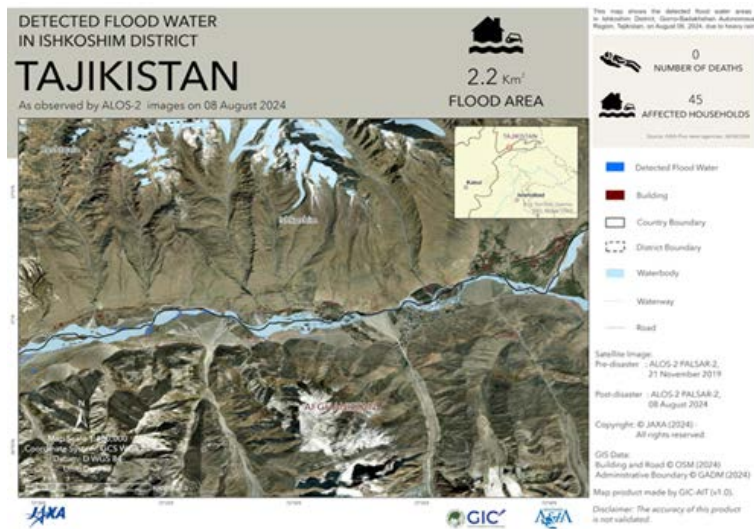 DETECTED FLOOD WATER
IN ISHKOSHIM DISTRICT
TAJIKISTAN
As observed by ALOS-2 images on 08 August 2024
2.2 Km²
FLOOD AREA
This map shows the detected flood water areas
in Ishkoshim District, Gorno-Badakhshan Autonomous
Region, Tajikistan, on August 08, 2024, due to heavy rain
0
NUMBER OF DEATHS
45
AFFECTED HOUSEHOLDS
TAJIKISTAN
Kabul
Islamabad
Ishkoshim
AFGHANISTAN
N
Detected Flood Water
Building
Country Boundary
District Boundary
Waterbody
Waterway
Road
Satellite Image:
Pre-disaster : ALOS-2 PALSAR-2,
21 November 2019
Post-disaster : ALOS-2 PALSAR-2,
08 August 2024
Copyright: © JAXA (2024)
All rights reserved.
GIS Data:
Building and Road © OSM (2024)
Administrative Boundary © GADM (2024)
Map product made by GIC-AIT (v1.0).
Disclaimer: The accuracy of this product
is not validated.
JAXA
GIC